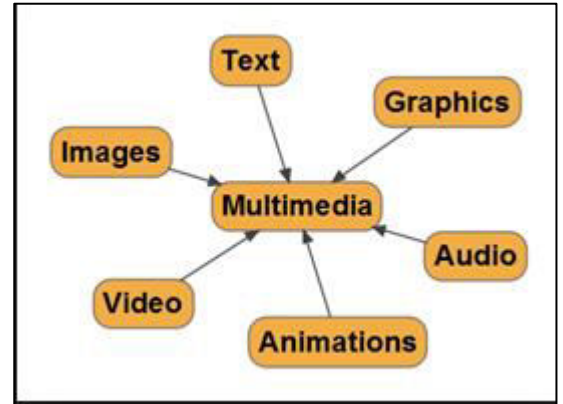 Text
Graphics
Images
Multimedia
Audio
Video
Animations